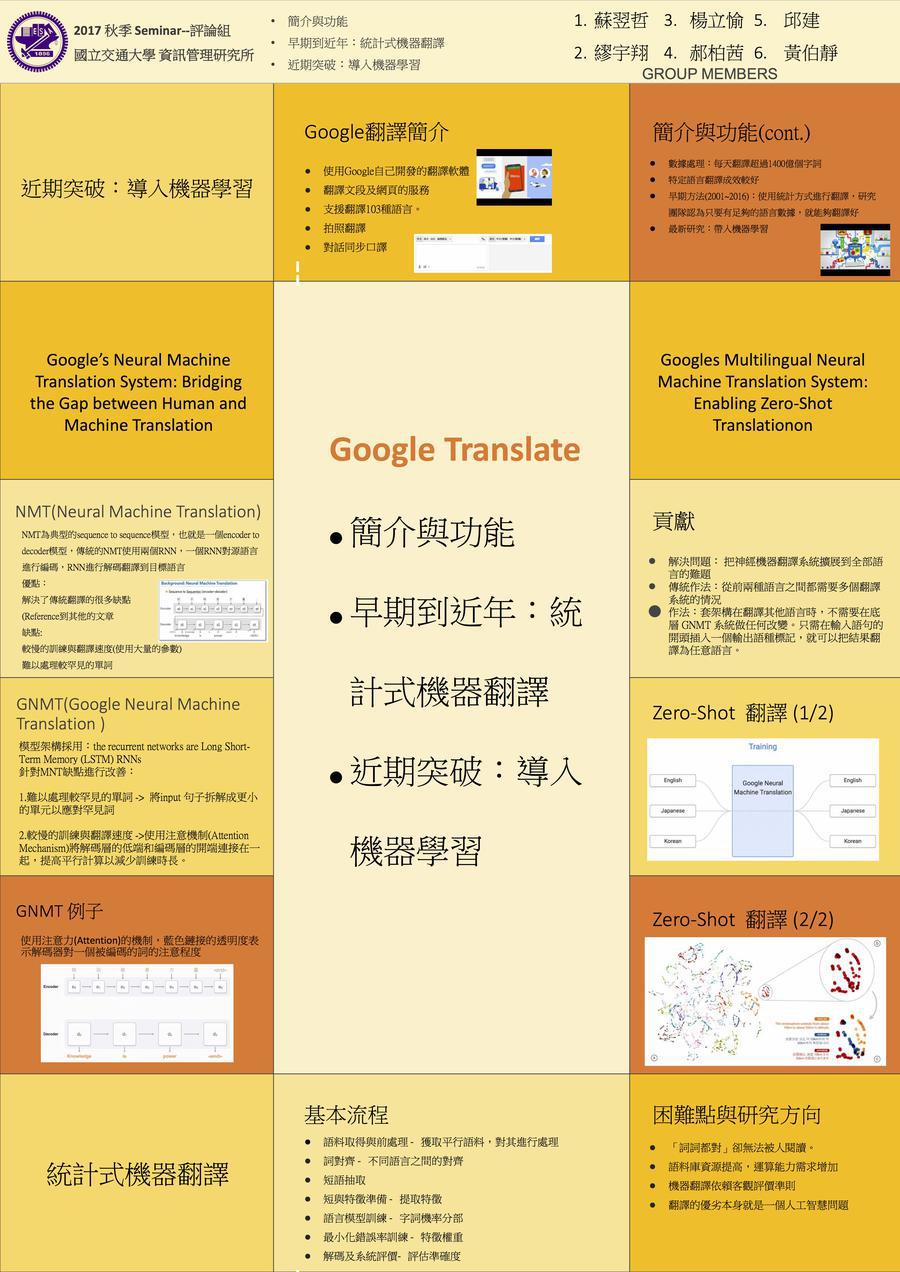 2017 秋季 Seminar--評論組
國立交通大學 資訊管理研究所
• 簡介與功能
• 早期到近年：統計式機器翻譯
• 近期突破：導入機器學習
1. 蘇翌哲 3. 楊立愉 5. 邱建
2. 繆宇翔 4. 郝柏茜 6. 黃伯靜
GROUP MEMBERS
近期突破：導入機器學習
Google翻譯簡介
● 使用Google自己開發的翻譯軟體
● 翻譯文段及網頁的服務
● 支援翻譯103種語言。
● 拍照翻譯
● 對話同步口譯
簡介與功能(cont.)
● 數據處理：每天翻譯超過1400億個字詞
● 特定語言翻譯成效較好
● 早期方法(2001~2016)：使用統計方式進行翻譯，研究
團隊認為只要有足夠的語言數據，就能夠翻譯好
● 最新研究：帶入機器學習
Google’s Neural Machine
Translation System: Bridging
the Gap between Human and
Machine Translation
Google Translate
● 簡介與功能
● 早期到近年：統
計式機器翻譯
● 近期突破：導入
機器學習
Googles Multilingual Neural
Machine Translation System:
Enabling Zero-Shot
Translationon
NMT(Neural Machine Translation)
NMT為典型的sequence to sequence模型，也就是一個encoder to
decoder模型，傳統的NMT使用兩個RNN，一個RNN對源語言
進行編碼，RNN進行解碼翻譯到目標語言
優點：
解決了傳統翻譯的很多缺點
(Reference到其他的文章
缺點:
較慢的訓練與翻譯速度(使用大量的參數)
難以處理較罕見的單詞
Background: Neural Machine Translation
貢獻
● 解決問題： 把神經機器翻譯系統擴展到全部語
言的難題
● 傳統作法：從前兩種語言之間都需要多個翻譯
系統的情況
● 作法：套架構在翻譯其他語言時，不需要在底
層 GNMT 系統做任何改變。只需在輸入語句的
開頭插入一個輸出語種標記，就可以把結果翻
譯為任意語言。
GNMT(Google Neural Machine
Translation )
模型架構採用：the recurrent networks are Long Short-
Term Memory (LSTM) RNNs
針對MNT缺點進行改善：
1.難以處理較罕見的單詞 -> 將input 句子拆解成更小
的單元以應對罕見詞
2.較慢的訓練與翻譯速度 ->使用注意機制(Attention
Mechanism)將解碼層的低端和編碼層的開端連接在一
起，提高平行計算以減少訓練時長。
Zero-Shot 翻譯 (1/2)
Training
English
Japanese
Korean
Google Neural
Machine Translation
English
Japanese
Korean
GNMT 例子
使用注意力(Attention)的機制，藍色鏈接的透明度表
示解碼器對一個被編碼的詞的注意程度
Encoder
Decoder
Knowledge is power <end>
Zero-Shot 翻譯 (2/2)
統計式機器翻譯
基本流程
● 語料取得與前處理 - 獲取平行語料，對其進行處理
● 詞對齊 - 不同語言之間的對齊
● 短語抽取
● 短與特徵準備 - 提取特徵
● 語言模型訓練 - 字詞機率分部
● 最小化錯誤率訓練 - 特徵權重
● 解碼及系統評價- 評估準確度
困難點與研究方向
● 「詞詞都對」卻無法被人閱讀。
● 語料庫資源提高，運算能力需求增加
● 機器翻譯依賴客觀評價準則
● 翻譯的優劣本身就是一個人工智慧問題